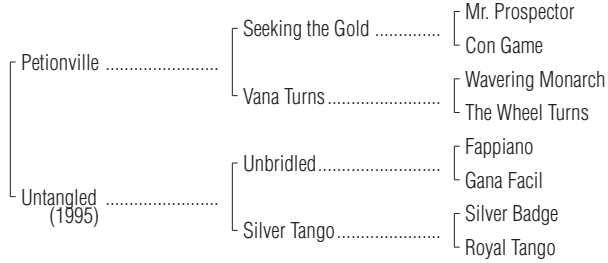 Mr. Prospector
Seeking the Gold ..............
Con Game
Petionville ........................
Wavering Monarch
Vana Turns........................
The Wheel Turns
Fappiano
Unbridled..........................
Gana Facil
Untangled ........................
(1995)
Silver Badge
Silver Tango......................
Royal Tango